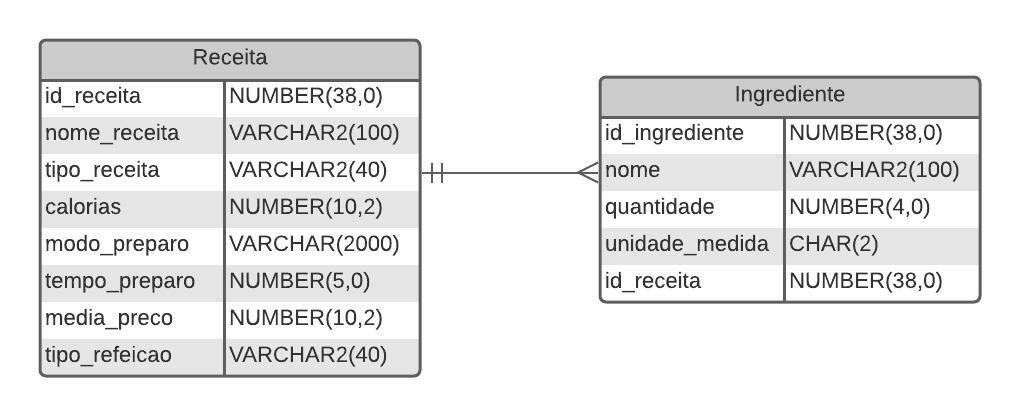 Receita
id_receita NUMBER(38,0)
nome_receita VARCHAR2(100)
tipo_receita VARCHAR2(40)
calorias NUMBER(10,2)
modo_preparo VARCHAR(2000)
tempo_preparo NUMBER(5,0)
media_preco NUMBER(10,2)
tipo_refeicao VARCHAR2(40)
Ingrediente
id_ingrediente NUMBER(38,0)
nome VARCHAR2(100)
quantidade NUMBER(4,0)
unidade_medida CHAR(2)
id_receita NUMBER(38,0)